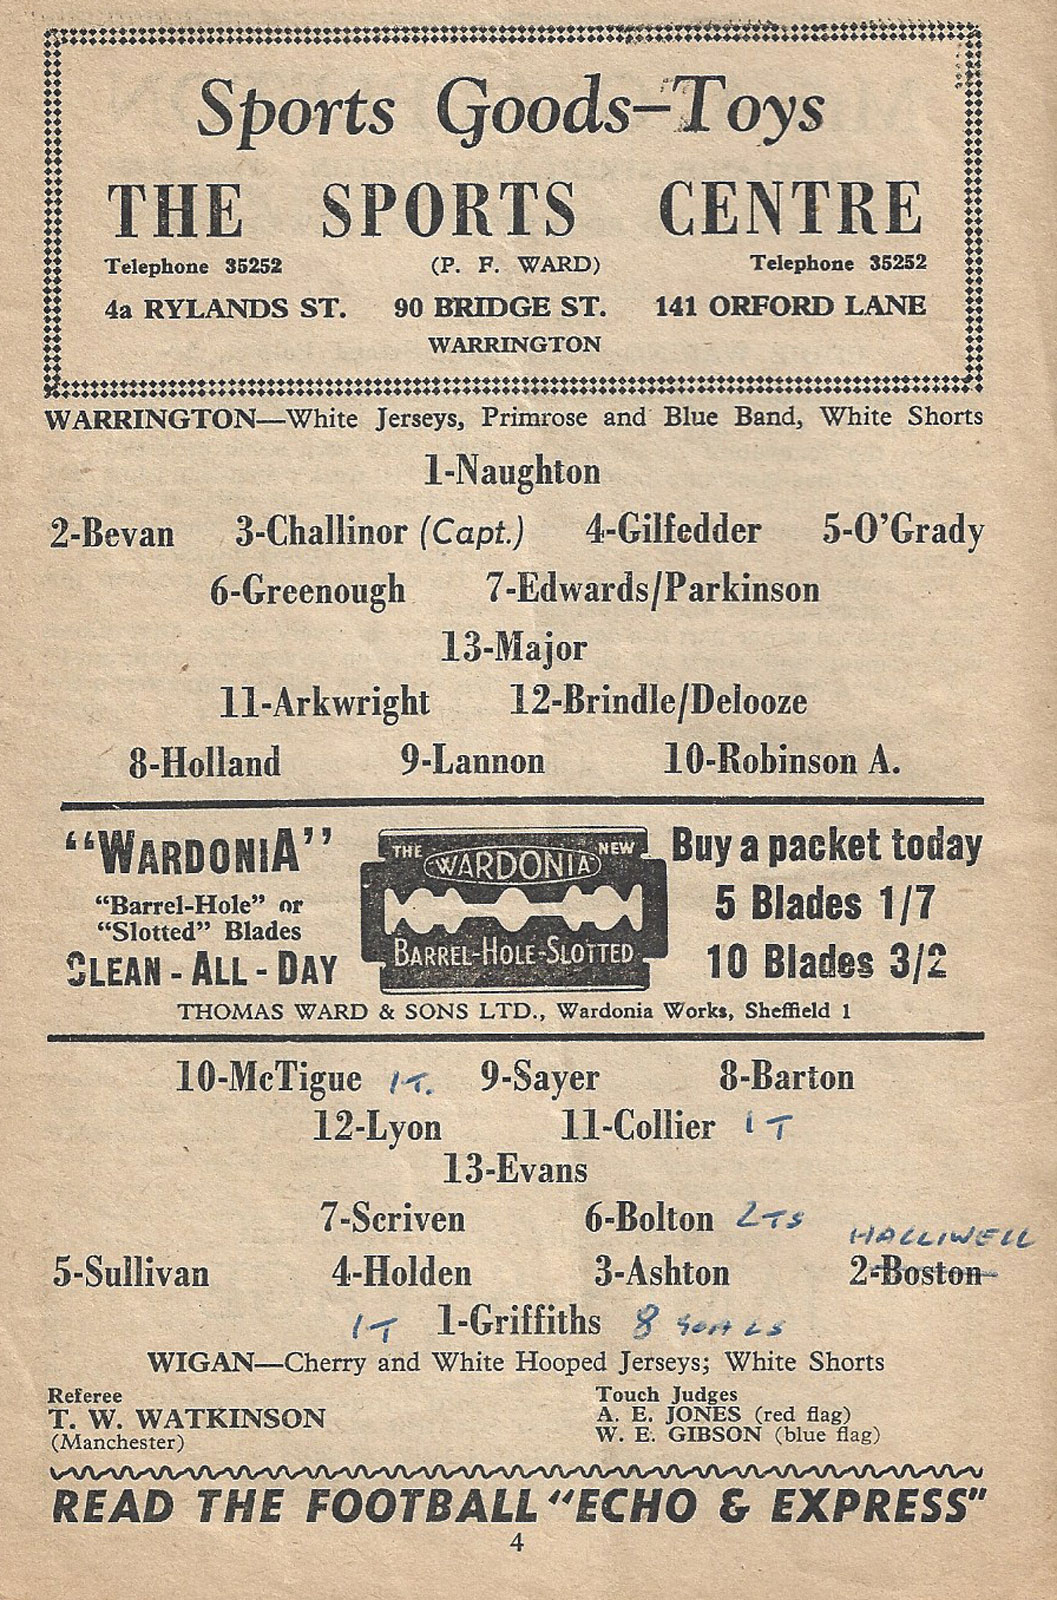 Sports Goods—Toys
THE SPORTS CENTRE
Telephone 35252 (P. F. WARD) Telephone 35252
4a RYLANDS ST. 90 BRIDGE ST. 141 ORFORD LANE
WARRINGTON
WARRINGTON—White Jerseys, Primrose and Blue Band, White Shorts
1-Naughton
2-Bevan 3-Challinor (Capt.) 4-Gilfedder 5-O'Grady
6-Greenough 7-Edwards/Parkinson
13-Major
11-Arkwright 12-Brindle/Delooze
8-Holland 9-Lannon 10-Robinson A.
"WARDONIA"
"Barrel-Hole" or
"Slotted" Blades
CLEAN - ALL - DAY
THE WARDONIA NEW
BARREL-HOLE-SLOTTED
Buy a packet today
5 Blades 1/7
10 Blades 3/2
THOMAS WARD & SONS LTD., Wardonia Works, Sheffield 1
10-McTigue 1T. 9-Sayer 8-Barton
12-Lyon 11-Collier 1T
13-Evans
7-Scriven 6-Bolton 2TS
HALLIWELL
5-Sullivan 4-Holden 3-Ashton 2-Boston
1T 1-Griffiths 8 GOALS
WIGAN—Cherry and White Hooped Jerseys; White Shorts
Referee
T. W. WATKINSON
(Manchester)
Touch Judges
A. E. JONES (red flag)
W. E. GIBSON (blue flag)
READ THE FOOTBALL "ECHO & EXPRESS"
4